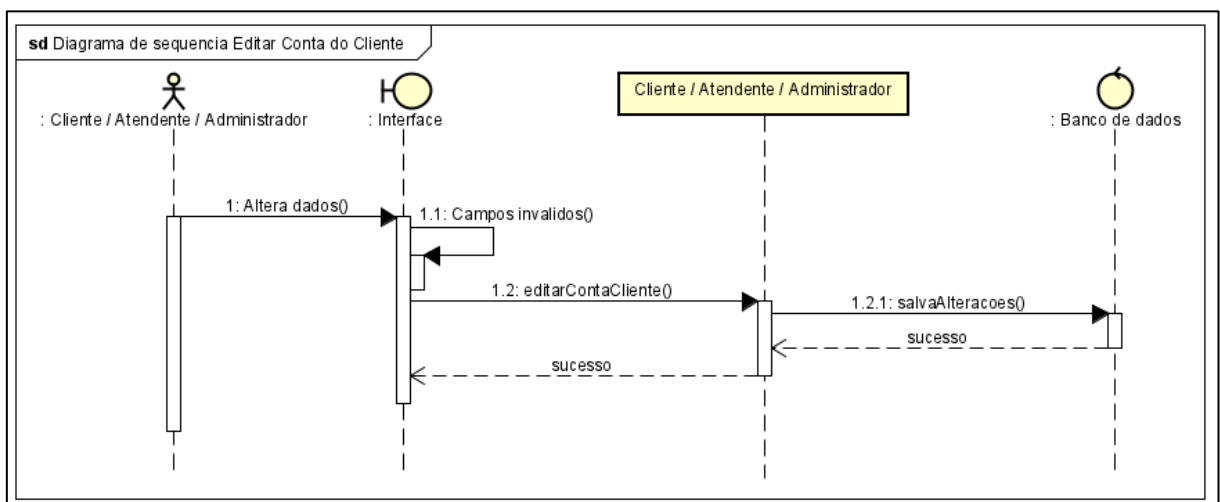 sd Diagrama de sequencia Editar Conta do Cliente
: Cliente / Atendente / Administrador
: Interface
Cliente / Atendente / Administrador
: Banco de dados
1: Altera dados()
1.1: Campos invalidos()
1.2: editarContaCliente()
1.2.1: salvaAlteracoes()
sucesso
sucesso